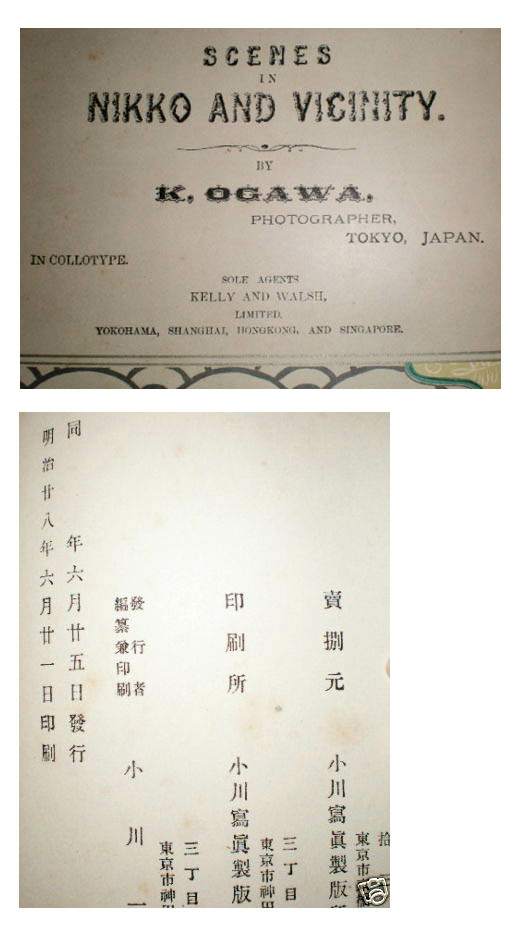 SCENES
IN
NIKKO AND VICINITY.
BY
K. OGAWA,
PHOTOGRAPHER,
TOKYO, JAPAN.
IN COLLOTYPE.
SOLE AGENTS
KELLY AND WALSH,
LIMITED.
YOKOHAMA, SHANGHAI, HONGKONG, AND SINGAPORE.
明治廿八年六月廿一日印刷
同 年六月廿五日發行
編纂兼印刷
發行者
小川一
東京市神田
三丁目
印刷所 小川寫眞製版
東京市神田
三丁目
賣捌元 小川寫眞製版
東京市
拾